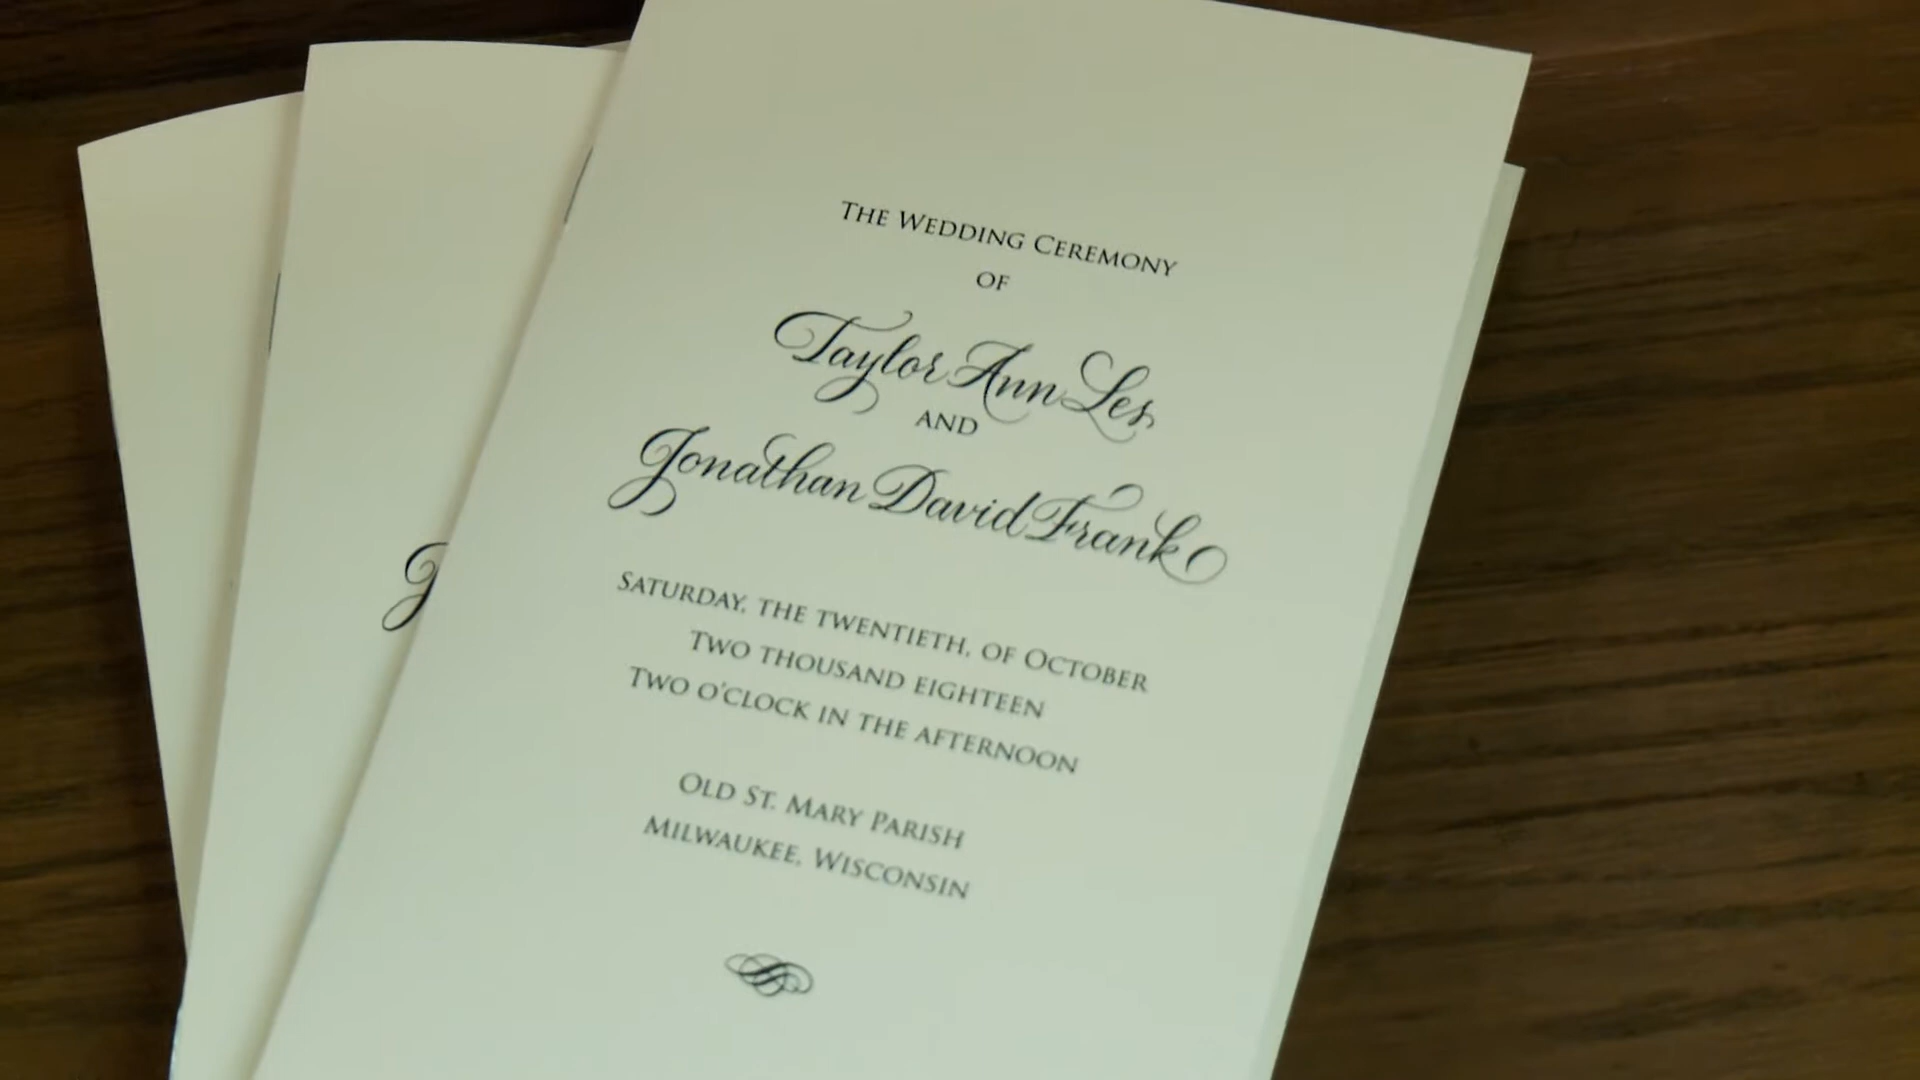 The Wedding Ceremony
of
Taylor Ann Les
and
Jonathan David Frank
Saturday, the twentieth, of October
Two thousand eighteen
Two o'clock in the afternoon
Old St. Mary Parish
Milwaukee, Wisconsin
J